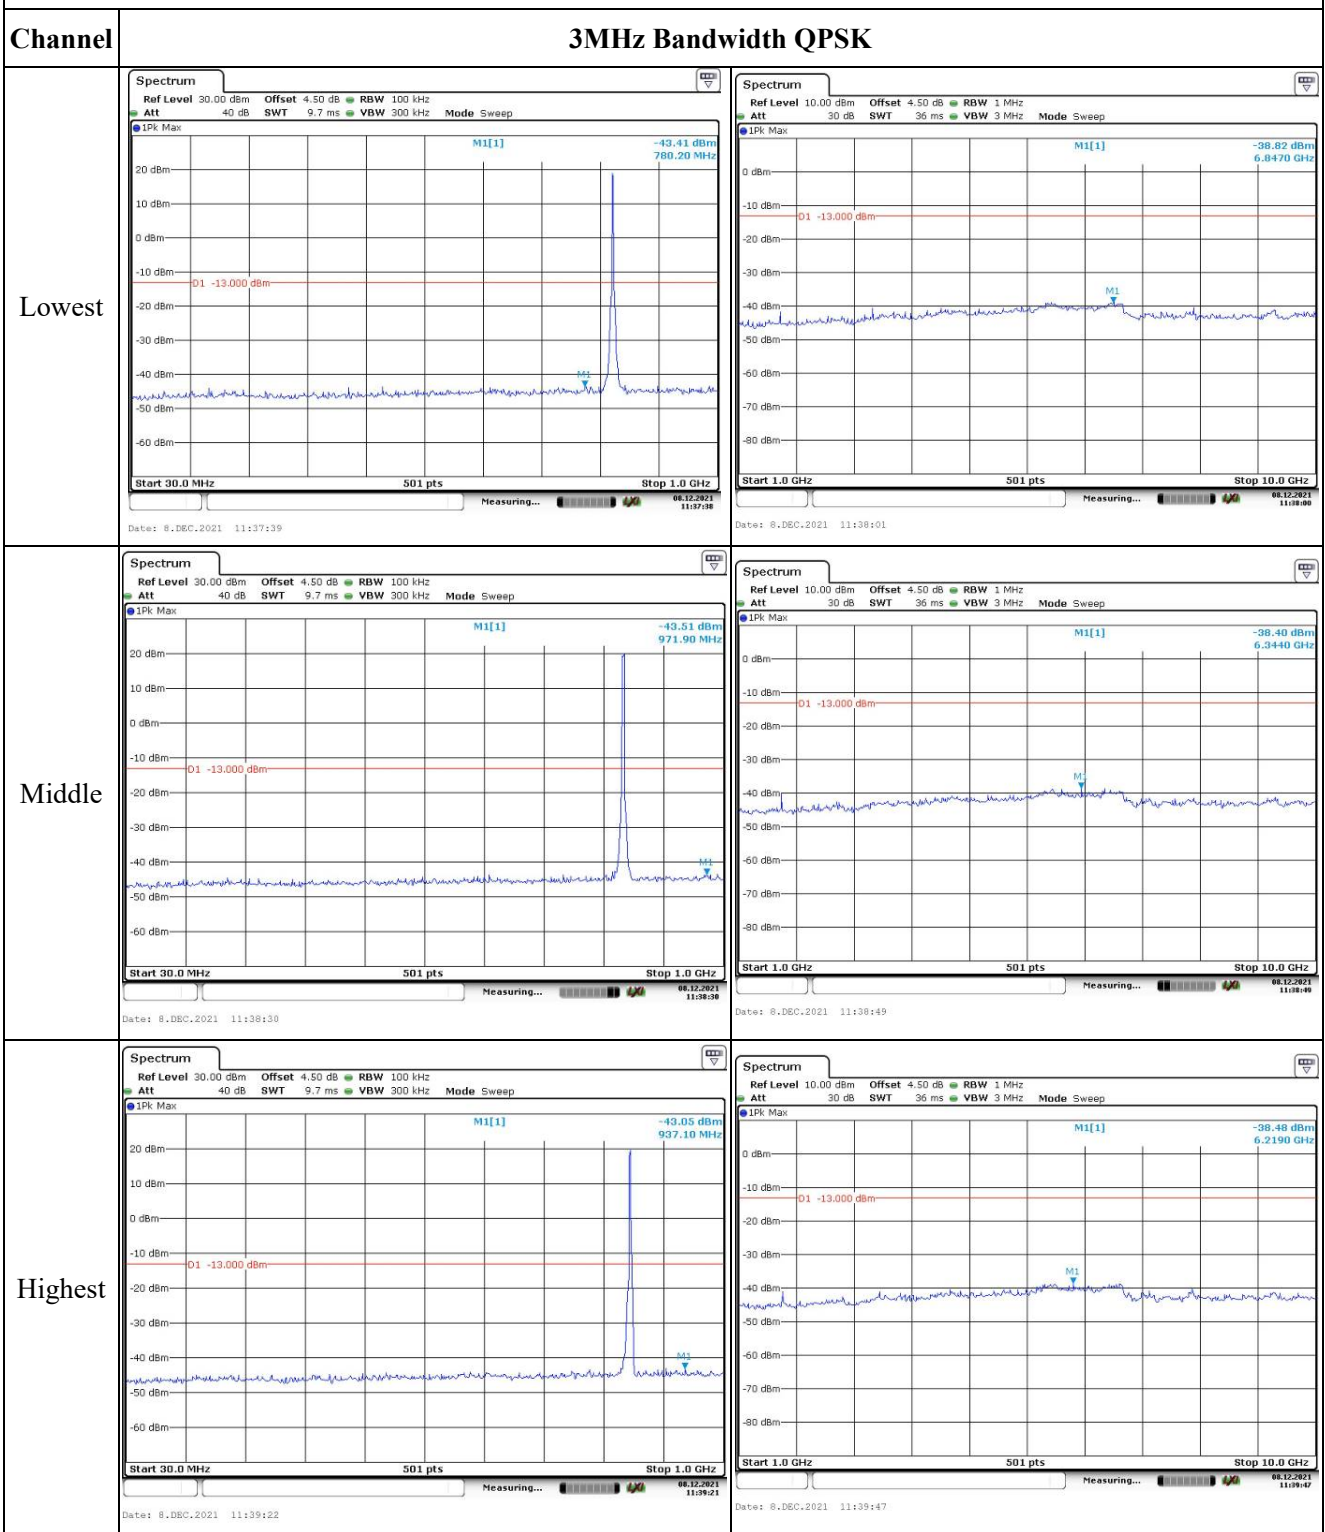 Channel
3MHz Bandwidth QPSK
Lowest
Spectrum
Ref Level 30.00 dBm Offset 4.50 dB RBW 100 kHz
Att 40 dB SWT 9.7 ms VBW 300 kHz Mode Sweep
1Pk Max
M1[1] -43.41 dBm
780.20 MHz
20 dBm
10 dBm
0 dBm
-10 dBm
D1 -13.000 dBm
-20 dBm
-30 dBm
-40 dBm
M1
-50 dBm
-60 dBm
Start 30.0 MHz 501 pts Stop 1.0 GHz
Measuring... 08.12.2021
11:37:38
Date: 8.DEC.2021 11:37:39
Spectrum
Ref Level 10.00 dBm Offset 4.50 dB RBW 1 MHz
Att 30 dB SWT 36 ms VBW 3 MHz Mode Sweep
1Pk Max
M1[1] -38.82 dBm
6.8470 GHz
0 dBm
-10 dBm
D1 -13.000 dBm
-20 dBm
-30 dBm
M1
-40 dBm
-50 dBm
-60 dBm
-70 dBm
-80 dBm
Start 1.0 GHz 501 pts Stop 10.0 GHz
Measuring... 08.12.2021
11:38:00
Date: 8.DEC.2021 11:38:01
Middle
Spectrum
Ref Level 30.00 dBm Offset 4.50 dB RBW 100 kHz
Att 40 dB SWT 9.7 ms VBW 300 kHz Mode Sweep
1Pk Max
M1[1] -43.51 dBm
971.90 MHz
20 dBm
10 dBm
0 dBm
-10 dBm
D1 -13.000 dBm
-20 dBm
-30 dBm
-40 dBm
M1
-50 dBm
-60 dBm
Start 30.0 MHz 501 pts Stop 1.0 GHz
Measuring... 08.12.2021
11:38:30
Date: 8.DEC.2021 11:38:30
Spectrum
Ref Level 10.00 dBm Offset 4.50 dB RBW 1 MHz
Att 30 dB SWT 36 ms VBW 3 MHz Mode Sweep
1Pk Max
M1[1] -38.40 dBm
6.3440 GHz
0 dBm
-10 dBm
D1 -13.000 dBm
-20 dBm
-30 dBm
M1
-40 dBm
-50 dBm
-60 dBm
-70 dBm
-80 dBm
Start 1.0 GHz 501 pts Stop 10.0 GHz
Measuring... 08.12.2021
11:38:49
Date: 8.DEC.2021 11:38:49
Highest
Spectrum
Ref Level 30.00 dBm Offset 4.50 dB RBW 100 kHz
Att 40 dB SWT 9.7 ms VBW 300 kHz Mode Sweep
1Pk Max
M1[1] -43.05 dBm
937.10 MHz
20 dBm
10 dBm
0 dBm
-10 dBm
D1 -13.000 dBm
-20 dBm
-30 dBm
-40 dBm
M1
-50 dBm
-60 dBm
Start 30.0 MHz 501 pts Stop 1.0 GHz
Measuring... 08.12.2021
11:39:21
Date: 8.DEC.2021 11:39:22
Spectrum
Ref Level 10.00 dBm Offset 4.50 dB RBW 1 MHz
Att 30 dB SWT 36 ms VBW 3 MHz Mode Sweep
1Pk Max
M1[1] -38.48 dBm
6.2190 GHz
0 dBm
-10 dBm
D1 -13.000 dBm
-20 dBm
-30 dBm
M1
-40 dBm
-50 dBm
-60 dBm
-70 dBm
-80 dBm
Start 1.0 GHz 501 pts Stop 10.0 GHz
Measuring... 08.12.2021
11:39:47
Date: 8.DEC.2021 11:39:47